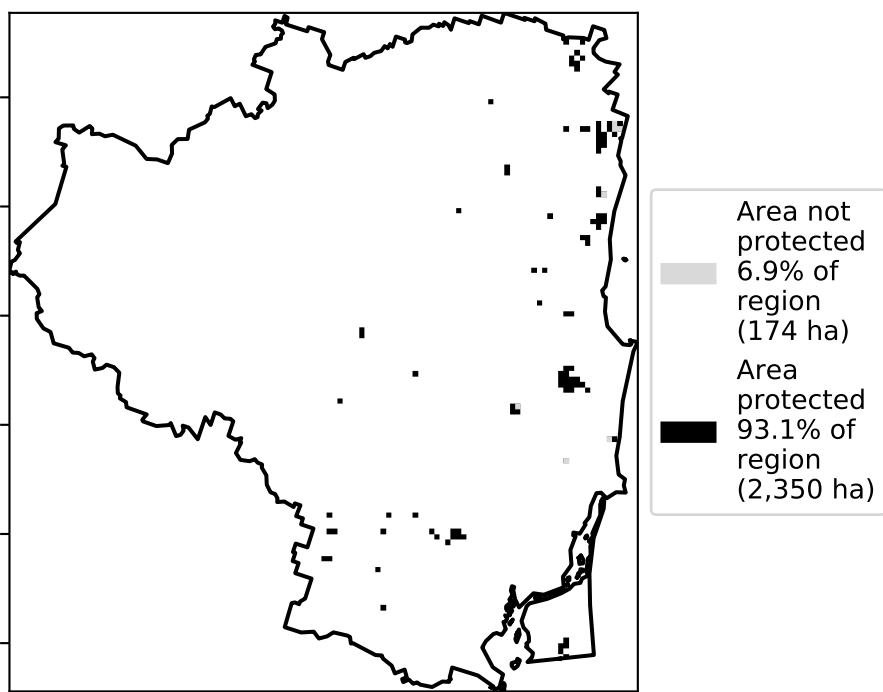 Area not
protected
6.9% of
region
(174 ha)
Area
protected
93.1% of
region
(2,350 ha)